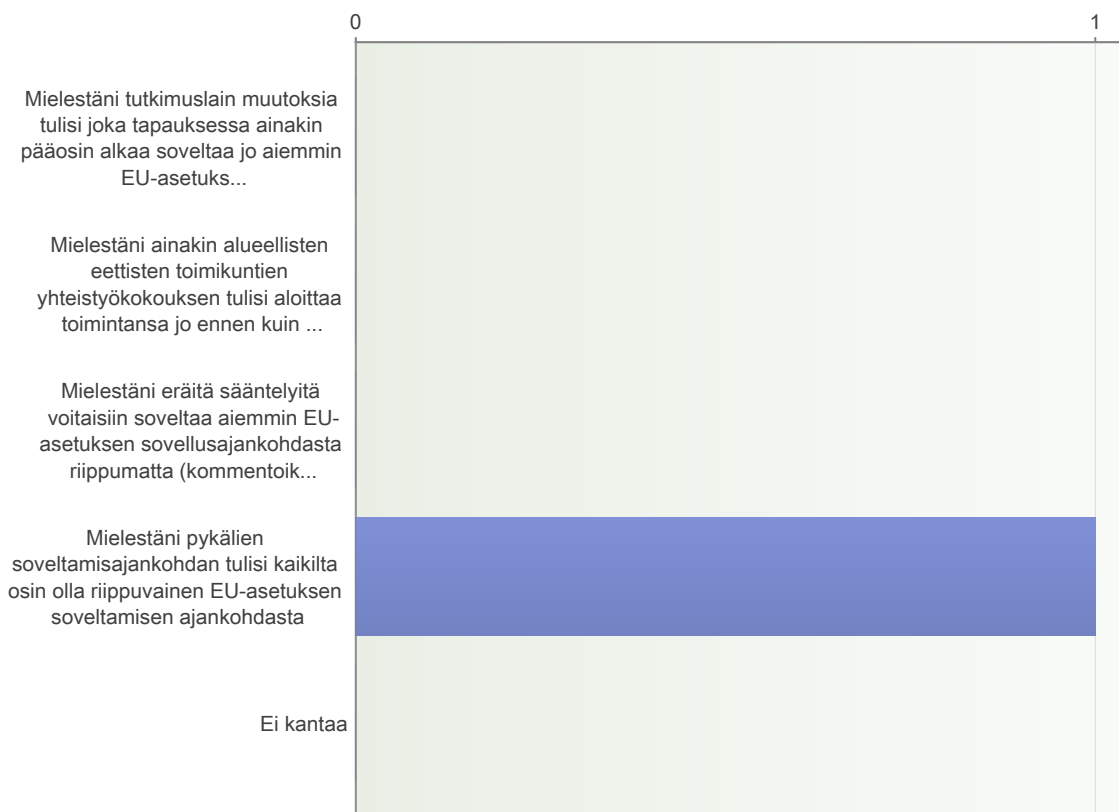 0
1
Mielestäni tutkimuslain muutoksia
tulisi joka tapauksessa ainakin
pääosin alkaa soveltaa jo aiemmin
EU-asetuks...
Mielestäni ainakin alueellisten
eettisten toimikuntien
yhteistyökokouksen tulisi aloittaa
toimintansa jo ennen kuin ...
Mielestäni eräitä sääntelyitä
voitaisiin soveltaa aiemmin EU-
asetuksen sovellusajankohdasta
riippumatta (kommentoik...
Mielestäni pykälien
soveltamisajankohdan tulisi kaikilta
osin olla riippuvainen EU-asetuksen
soveltamisen ajankohdasta
Ei kantaa